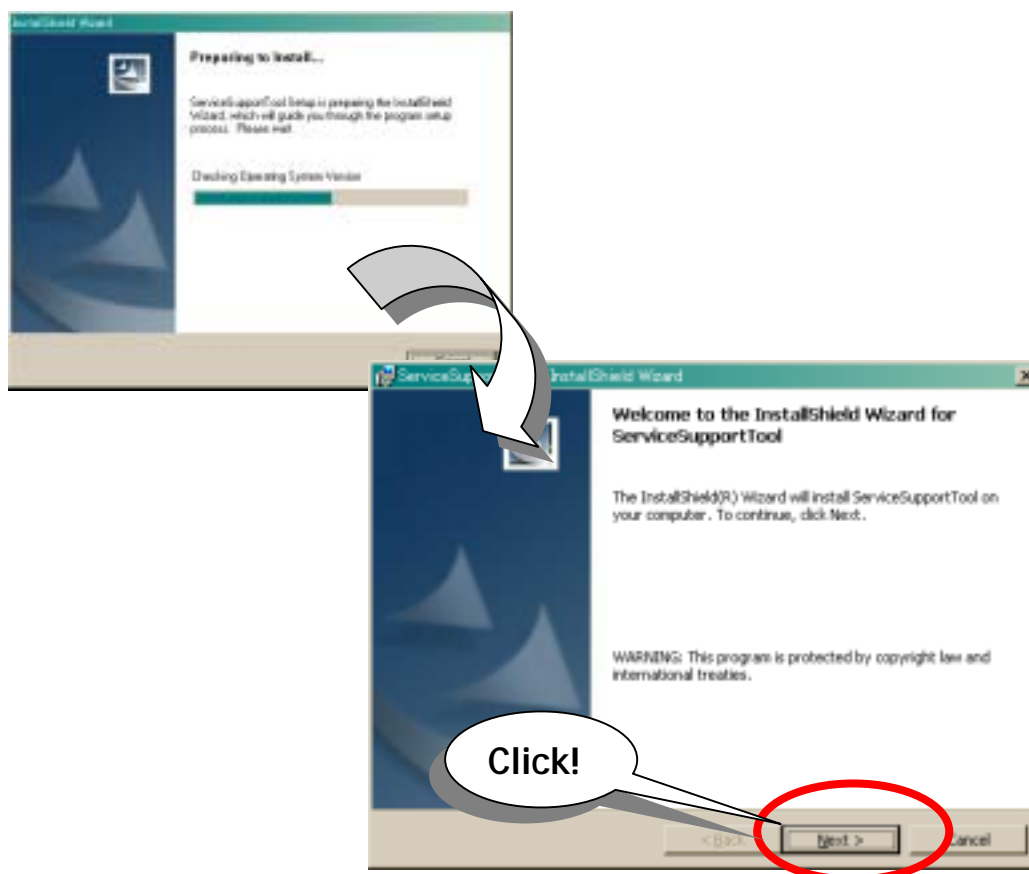 InstallShield Wizard
Preparing to Install...
ServiceSupportTool Setup is preparing the InstallShield
Wizard, which will guide you through the program setup
process. Please wait.
Checking Operating System Version
ServiceSup InstallShield Wizard
Welcome to the InstallShield Wizard for
ServiceSupportTool
The InstallShield(R) Wizard will install ServiceSupportTool on
your computer. To continue, click Next.
WARNING: This program is protected by copyright law and
international treaties.
Click!
< Back Next > Cancel